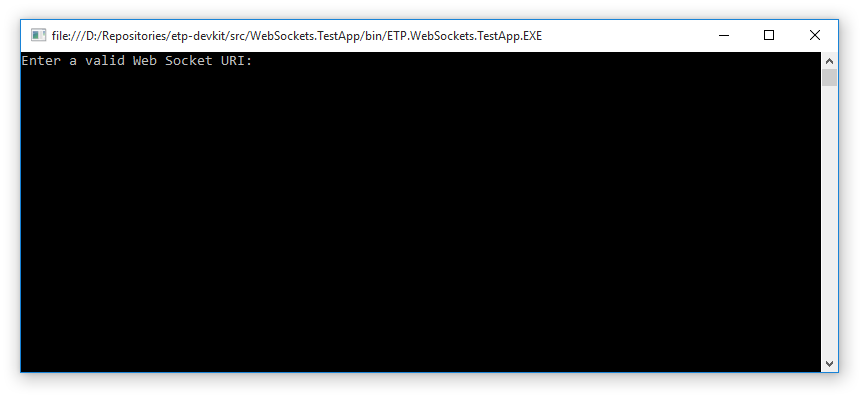 file:///D:/Repositories/etp-devkit/src/WebSockets.TestApp/bin/ETP.WebSockets.TestApp.EXE
Enter a valid Web Socket URI: